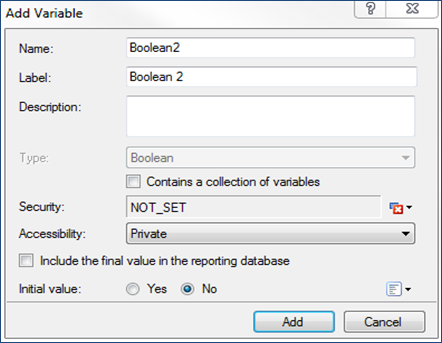 Add Variable
Name: Boolean2
Label: Boolean 2
Description:
Type: Boolean
Contains a collection of variables
Security: NOT_SET
Accessibility: Private
Include the final value in the reporting database
Initial value: Yes No
Add Cancel